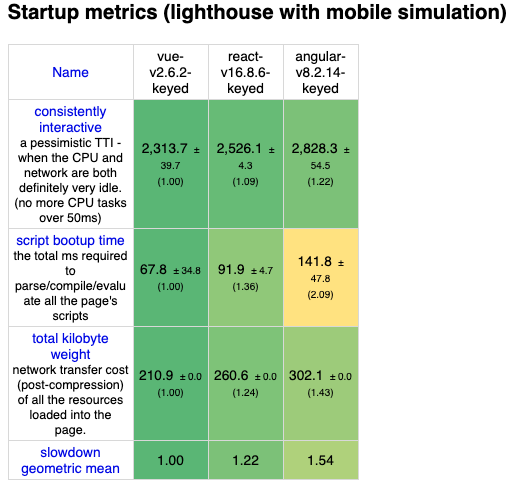 Startup metrics (lighthouse with mobile simulation)
Name
vue-
v2.6.2-
keyed
react-
v16.8.6-
keyed
angular-
v8.2.14-
keyed
consistently
interactive
a pessimistic TTI -
when the CPU and
network are both
definitely very idle.
(no more CPU tasks
over 50ms)
2,313.7 ±
39.7
(1.00)
2,526.1 ±
4.3
(1.09)
2,828.3 ±
54.5
(1.22)
script bootup time
the total ms required
to
parse/compile/evalu
ate all the page's
scripts
67.8 ± 34.8
(1.00)
91.9 ± 4.7
(1.36)
141.8 ±
47.8
(2.09)
total kilobyte
weight
network transfer cost
(post-compression)
of all the resources
loaded into the
page.
210.9 ± 0.0
(1.00)
260.6 ± 0.0
(1.24)
302.1 ± 0.0
(1.43)
slowdown
geometric mean
1.00
1.22
1.54